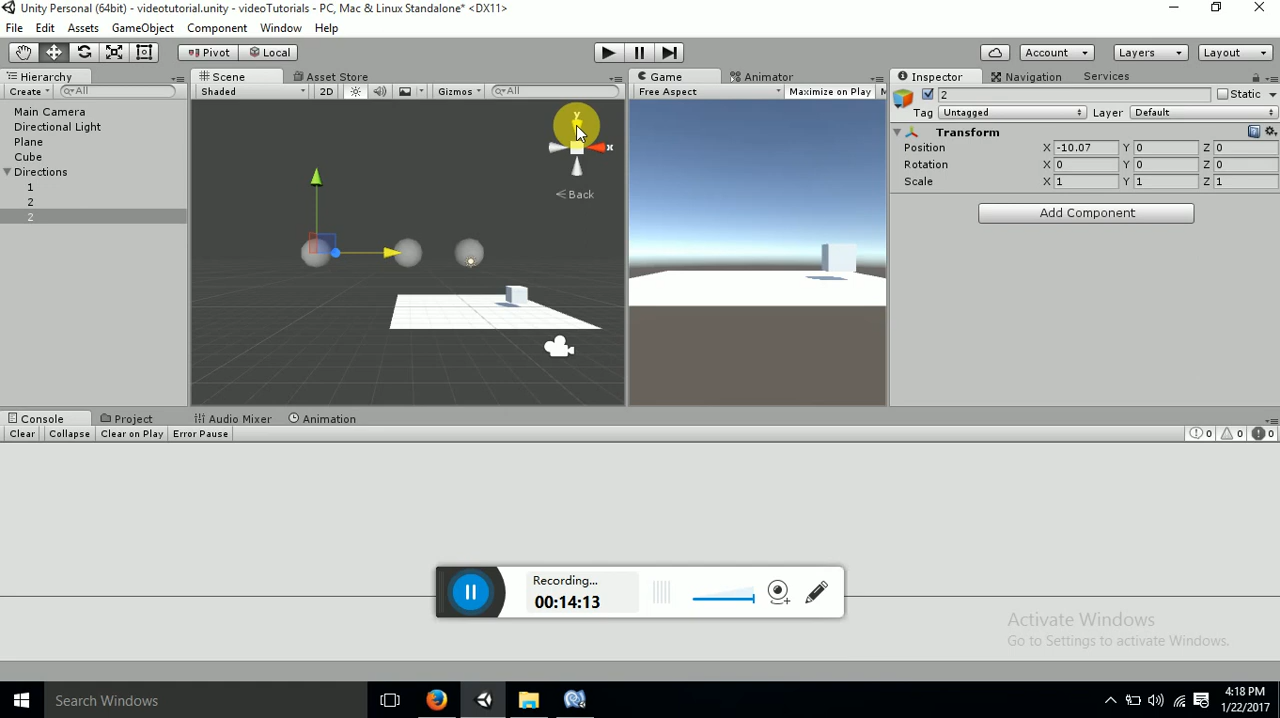 Unity Personal (64bit) - videotutorial.unity - videoTutorials - PC, Mac & Linux Standalone* <DX11>
File Edit Assets GameObject Component Window Help
Pivot Local Account Layers Layout
Hierarchy Scene Asset Store Game Animator Inspector Navigation Services
Create All Shaded 2D Gizmos All Free Aspect Maximize on Play 2 Static
Main Camera y Tag Untagged Layer Default
Directional Light
Plane Transform
Cube x Position X -10.07 Y 0 Z 0
Directions Rotation X 0 Y 0 Z 0
1 Scale X 1 Y 1 Z 1
2 Back
2 Add Component
Console Project Audio Mixer Animation
Clear Collapse Clear on Play Error Pause 0 0 0
Recording...
00:14:13
Activate Windows
Go to Settings to activate Windows.
Search Windows 4:18 PM
1/22/2017